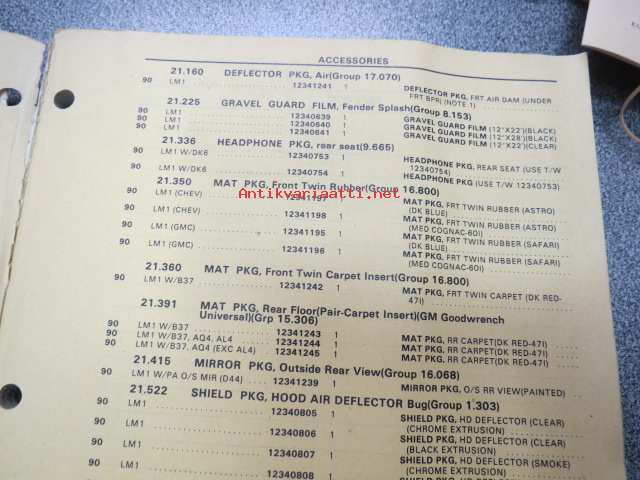 ACCESSORIES
21.160 DEFLECTOR PKG, Air(Group 17.070)
90 LM1 12341241 1 DEFLECTOR PKG, FRT AIR DAM (UNDER
FRT BPR) (NOTE 1)
21.225 GRAVEL GUARD FILM, Fender Splash(Group 8.153)
90 LM1 12340639 1 GRAVEL GUARD FILM (12'X22')(BLACK)
LM1 12340640 1 GRAVEL GUARD FILM (12'X28')(BLACK)
LM1 12340641 1 GRAVEL GUARD FILM (12'X22')(CLEAR)
21.336 HEADPHONE PKG, rear seat(9.665)
90 LM1 W/DK6 12340753 1 HEADPHONE PKG, REAR SEAT (USE T/W
12340754)
90 LM1 W/DK6 12340754 1 HEADPHONE PKG (USE T/W 12340753)
21.350 MAT PKG, Front Twin Rubber(Group 16.800)
90 LM1 (CHEV) 12341197 MAT PKG, FRT TWIN RUBBER (ASTRO)
(DK BLUE)
90 LM1 (CHEV) 12341198 1 MAT PKG, FRT TWIN RUBBER (ASTRO)
(MED COGNAC-60I)
90 LM1 (GMC) 12341195 1 MAT PKG, FRT TWIN RUBBER (SAFARI)
(DK BLUE)
90 LM1 (GMC) 12341196 1 MAT PKG, FRT TWIN RUBBER (SAFARI)
(MED COGNAC-60I)
21.360 MAT PKG, Front Twin Carpet Insert(Group 16.800)
90 LM1 W/B37 12341242 1 MAT PKG, FRT TWIN CARPET (DK RED-
47I)
21.391 MAT PKG, Rear Floor(Pair-Carpet Insert)(GM Goodwrench
Universal)(Grp 15.306)
90 LM1 W/B37 12341243 1 MAT PKG, RR CARPET(DK RED-47I)
90 LM1 W/B37, AQ4, AL4 12341244 1 MAT PKG, RR CARPET(DK RED-47I)
90 LM1 W/B37, AQ4 (EXC AL4) 12341245 1 MAT PKG, RR CARPET(DK RED-47I)
21.415 MIRROR PKG, Outside Rear View(Group 16.068)
90 LM1 W/PA O/S MIR (D44) 12341239 1 MIRROR PKG, O/S RR VIEW(PAINTED)
21.522 SHIELD PKG, HOOD AIR DEFLECTOR Bug(Group 1.303)
90 LM1 12340805 1 SHIELD PKG, HD DEFLECTOR (CLEAR)
(CHROME EXTRUSION)
90 LM1 12340806 1 SHIELD PKG, HD DEFLECTOR (CLEAR)
(BLACK EXTRUSION)
90 LM1 12340807 1 SHIELD PKG, HD DEFLECTOR (SMOKE)
(CHROME EXTRUSION)
90 LM1 12340808 1 SHIELD PKG, HD DEFLECTOR (SMOKE)
Antikvariaatti.net